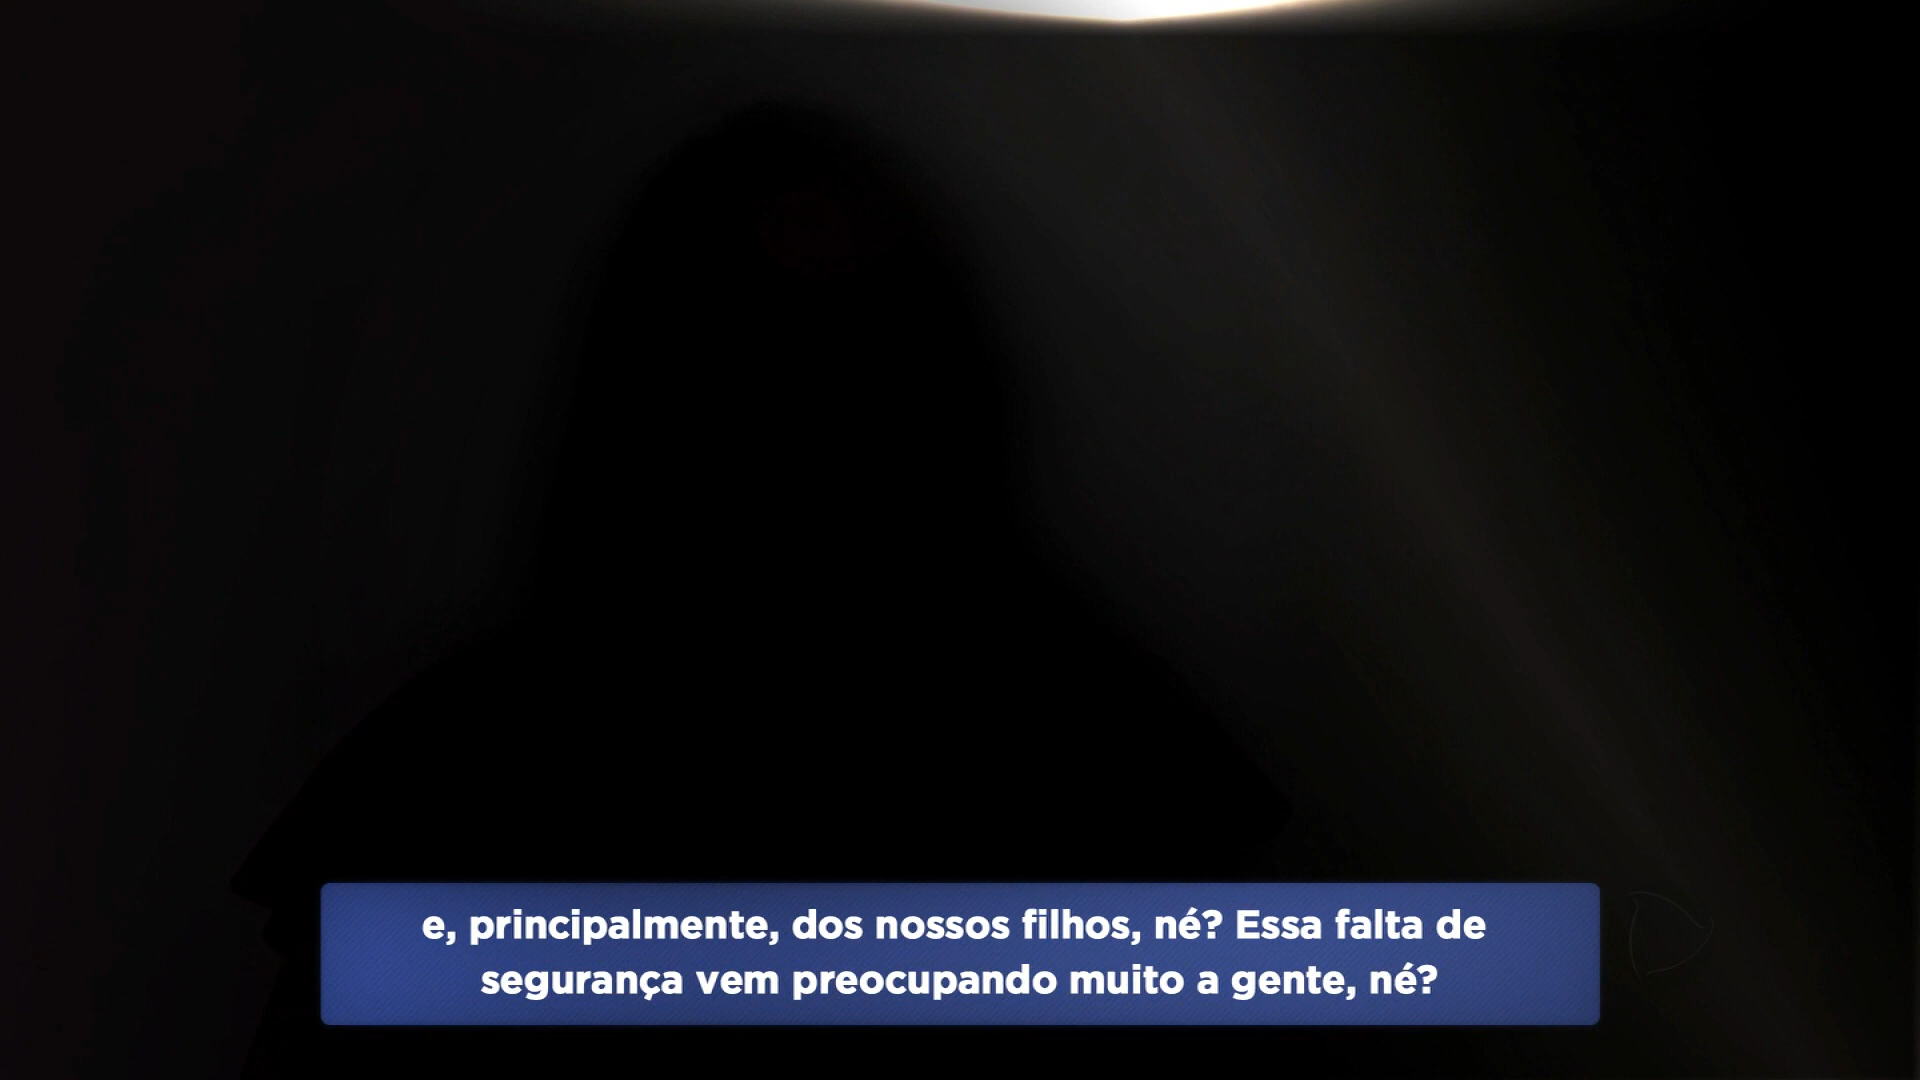 e, principalmente, dos nossos filhos, né? Essa falta de
segurança vem preocupando muito a gente, né?